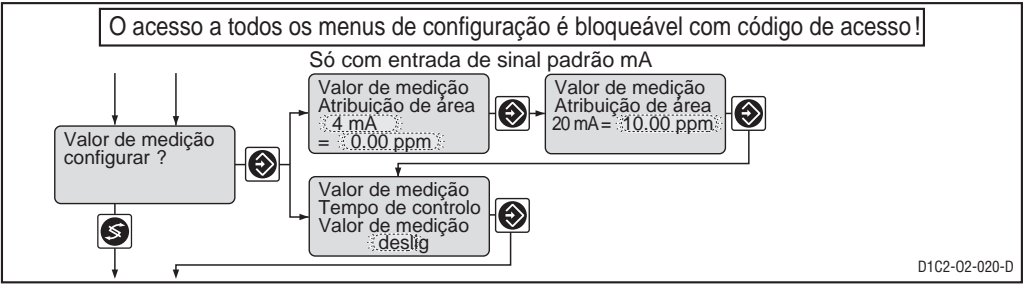 O acesso a todos os menus de configuração é bloqueável com código de acesso!
Só com entrada de sinal padrão mA
Valor de medição
configurar ?
Valor de medição
Atribuição de área
4 mA
= 0.00 ppm
Valor de medição
Atribuição de área
20 mA= 10.00 ppm
Valor de medição
Tempo de controlo
Valor de medição
deslig
D1C2-O2-020-D